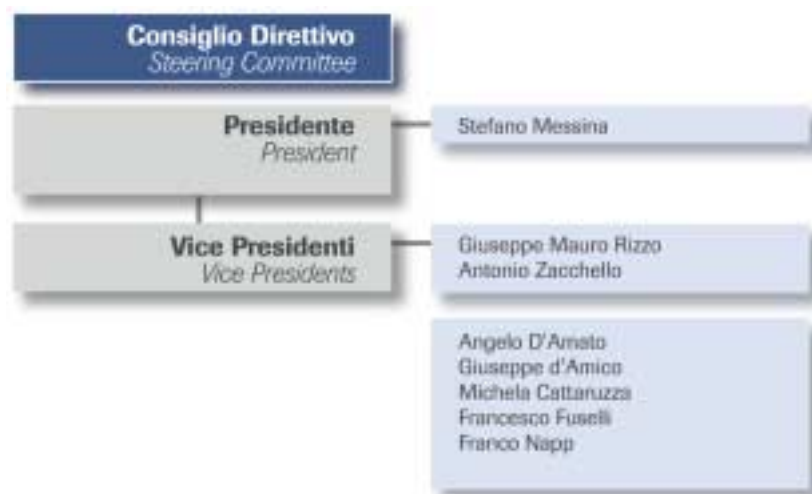 Consiglio Direttivo
Steering Committee
Presidente
President
Stefano Messina
Vice Presidenti
Vice Presidents
Giuseppe Mauro Rizzo
Antonio Zacchello
Angelo D'Amato
Giuseppe d'Amico
Michela Cattaruzza
Francesco Fuselli
Franco Napp